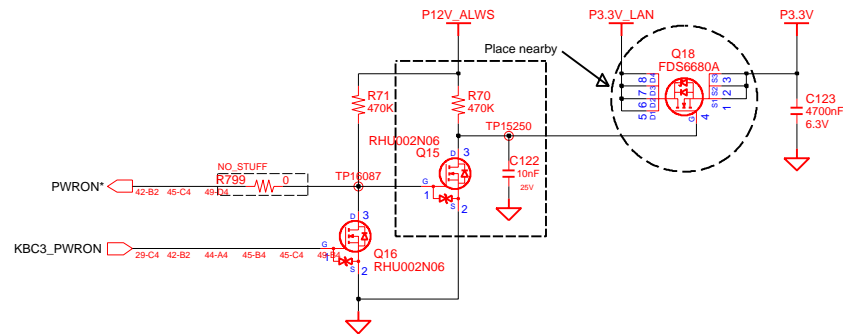 P12V_ALWS
P3.3V_LAN
P3.3V
Place nearby
Q18
FDS6680A
8 D4
7 D3
6 D2
5 D1
S3 3
S2 2
S1 1
G 4
C123
4700nF
6.3V
R71
470K
R70
470K
RHU002N06
Q15
D 3
G
1
S 2
TP15250
C122
10nF
25V
NO_STUFF
R799 0
TP16087
PWRON*
42-B2 45-C4 49-D4
KBC3_PWRON
29-C4 42-B2 44-A4 45-B4 45-C4 49-B4
D 3
G
1
S 2
Q16
RHU002N06